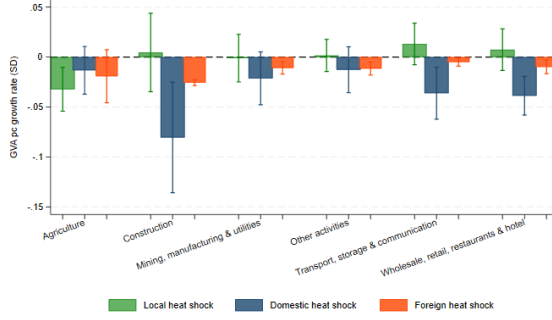 .05
0
-.05
-.1
-.15
GVA pc growth rate (SD)
Agriculture
Construction
Mining, manufacturing & utilities
Other activities
Transport, storage & communication
Wholesale, retail, restaurants & hotel
Local heat shock
Domestic heat shock
Foreign heat shock